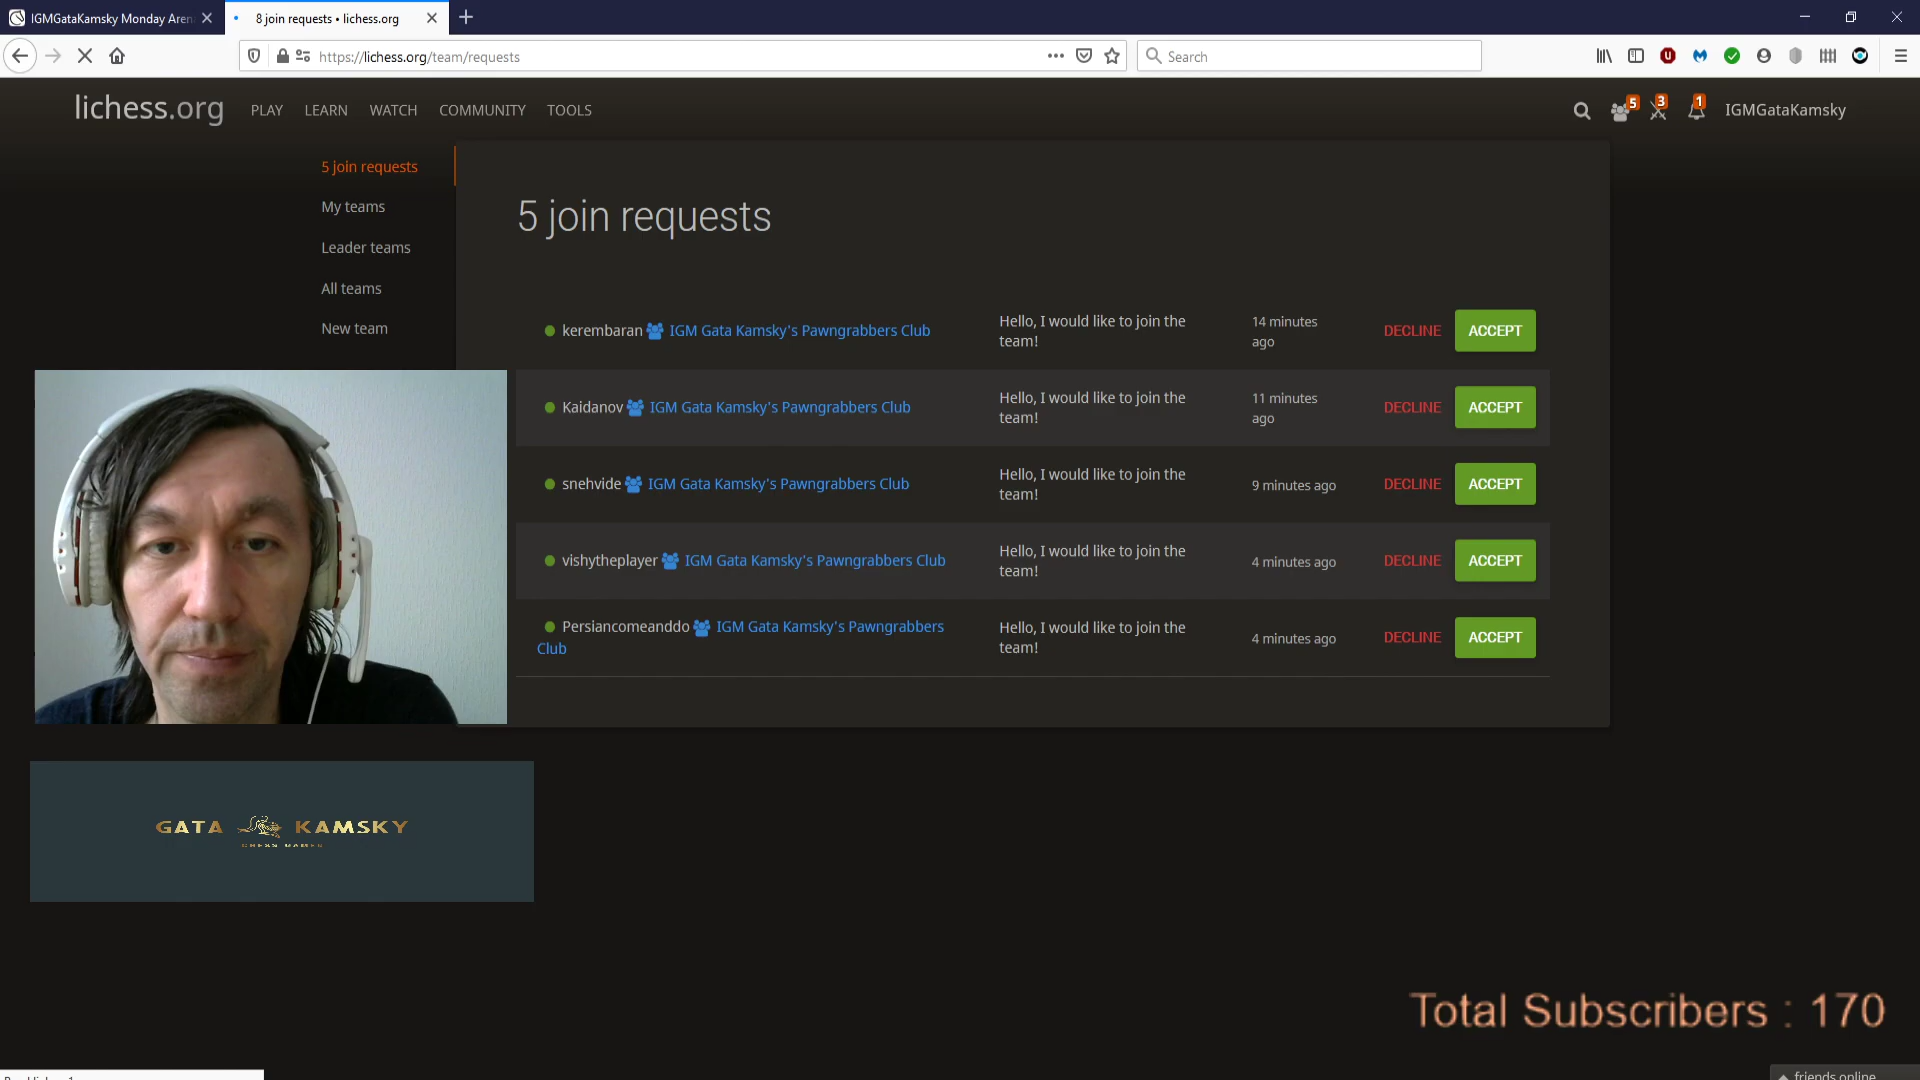 IGMGataKamsky Monday Aren
8 join requests • lichess.org
https://lichess.org/team/requests
Search
lichess.org
PLAY
LEARN
WATCH
COMMUNITY
TOOLS
5
3
1
IGMGataKamsky
5 join requests
My teams
Leader teams
All teams
New team
5 join requests
kerembaran IGM Gata Kamsky's Pawngrabbers Club
Hello, I would like to join the
team!
14 minutes
ago
DECLINE
ACCEPT
Kaidanov IGM Gata Kamsky's Pawngrabbers Club
Hello, I would like to join the
team!
11 minutes
ago
DECLINE
ACCEPT
snehvide IGM Gata Kamsky's Pawngrabbers Club
Hello, I would like to join the
team!
9 minutes ago
DECLINE
ACCEPT
vishytheplayer IGM Gata Kamsky's Pawngrabbers Club
Hello, I would like to join the
team!
4 minutes ago
DECLINE
ACCEPT
Persiancomeanddo IGM Gata Kamsky's Pawngrabbers
Club
Hello, I would like to join the
team!
4 minutes ago
DECLINE
ACCEPT
GATA KAMSKY
Total Subscribers : 170
friends online